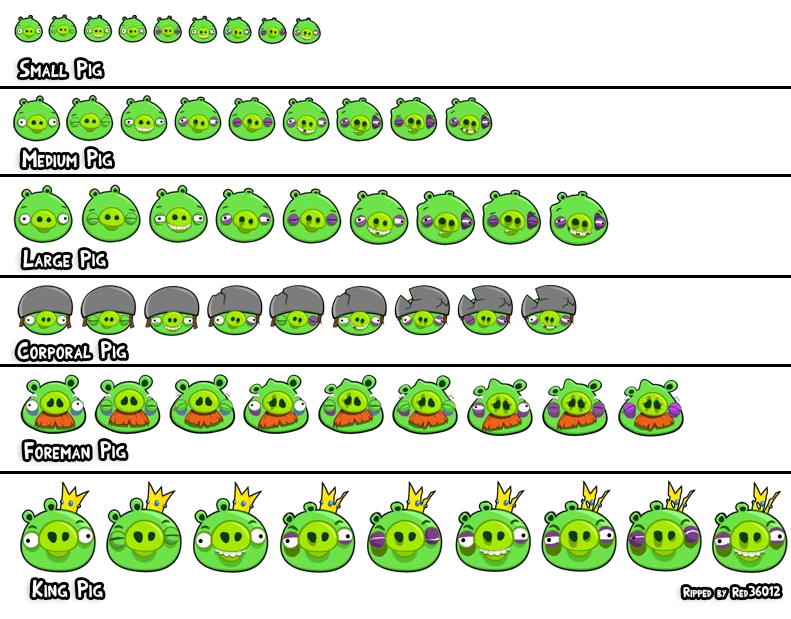 Small Pig
Medium Pig
Large Pig
Corporal Pig
Foreman Pig
King Pig
Ripped by Red36012